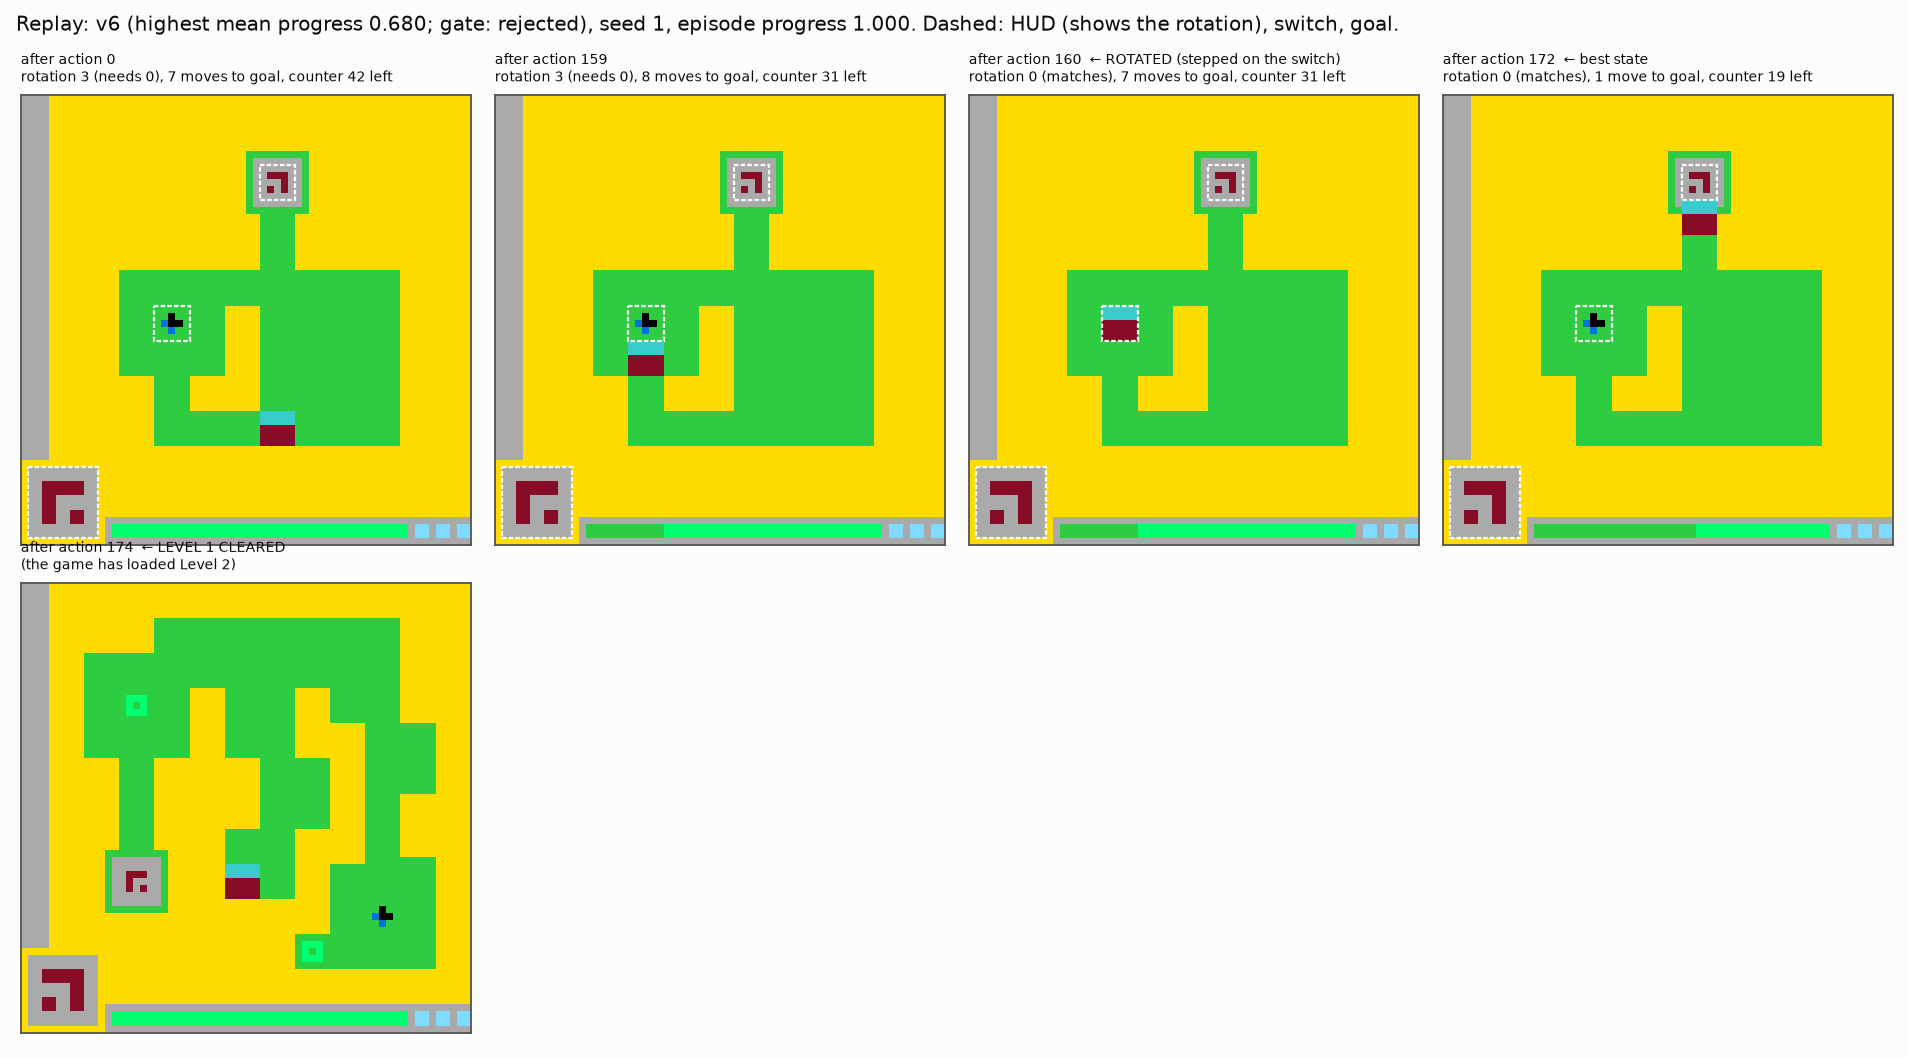 Replay: v6 (highest mean progress 0.680; gate: rejected), seed 1, episode progress 1.000. Dashed: HUD (shows the rotation), switch, goal.
after action 0
rotation 3 (needs 0), 7 moves to goal, counter 42 left
after action 159
rotation 3 (needs 0), 8 moves to goal, counter 31 left
after action 160 ← ROTATED (stepped on the switch)
rotation 0 (matches), 7 moves to goal, counter 31 left
after action 172 ← best state
rotation 0 (matches), 1 move to goal, counter 19 left
after action 174 ← LEVEL 1 CLEARED
(the game has loaded Level 2)